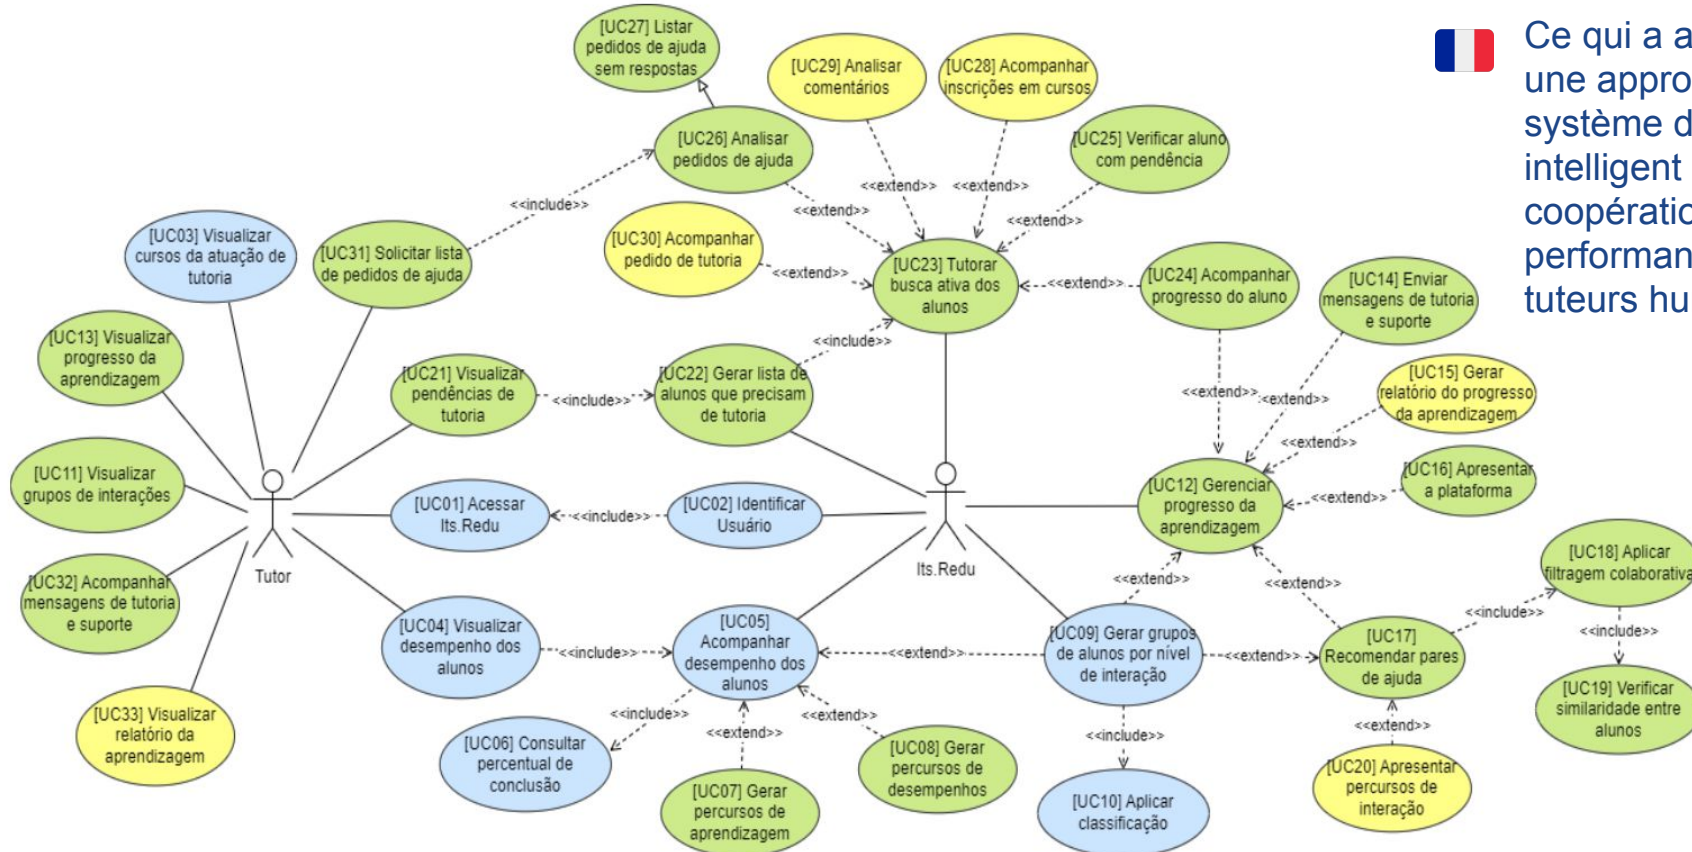 [UC27] Listar
pedidos de ajuda
sem respostas
[UC29] Analisar
comentários
[UC28] Acompanhar
inscrições em cursos
[UC26] Analisar
pedidos de ajuda
[UC25] Verificar aluno
com pendência
<<extend>>
<<extend>>
<<include>>
<<extend>>
<<extend>>
[UC03] Visualizar
cursos da atuação de
tutoria
[UC31] Solicitar lista
de pedidos de ajuda
[UC30] Acompanhar
pedido de tutoria
<<extend>>
[UC23] Tutorar
busca ativa dos
alunos
<<extend>>
[UC24] Acompanhar
progresso do aluno
[UC14] Enviar
mensagens de tutoria
e suporte
[UC13] Visualizar
progresso da
aprendizagem
<<include>>
[UC21] Visualizar
pendências de
tutoria
<<include>>
[UC22] Gerar lista de
alunos que precisam
de tutoria
<<extend>>
<<extend>>
[UC15] Gerar
relatório do progresso
da aprendizagem
<<extend>>
[UC11] Visualizar
grupos de interações
[UC16] Apresentar
a plataforma
<<extend>>
[UC01] Acessar
Its.Redu
<<include>>
[UC02] Identificar
Usuário
[UC12] Gerenciar
progresso da
aprendizagem
Tutor
Its.Redu
[UC18] Aplicar
filtragem colaborativa
[UC32] Acompanhar
mensagens de tutoria
e suporte
<<extend>>
<<extend>>
<<include>>
<<include>>
[UC04] Visualizar
desempenho dos
alunos
<<include>>
[UC05]
Acompanhar
desempenho dos
alunos
<<extend>>
[UC09] Gerar grupos
de alunos por nível
de interação
<<extend>>
[UC17]
Recomendar pares
de ajuda
[UC19] Verificar
similaridade entre
alunos
[UC33] Visualizar
relatório da
aprendizagem
<<include>>
<<extend>>
<<extend>>
<<include>>
<<extend>>
[UC06] Consultar
percentual de
conclusão
[UC08] Gerar
percursos de
desempenhos
[UC07] Gerar
percursos de
aprendizagem
[UC10] Aplicar
classificação
[UC20] Apresentar
percursos de
interação
Ce qui a a
une appro
système d
intelligent
coopératio
performan
tuteurs hu